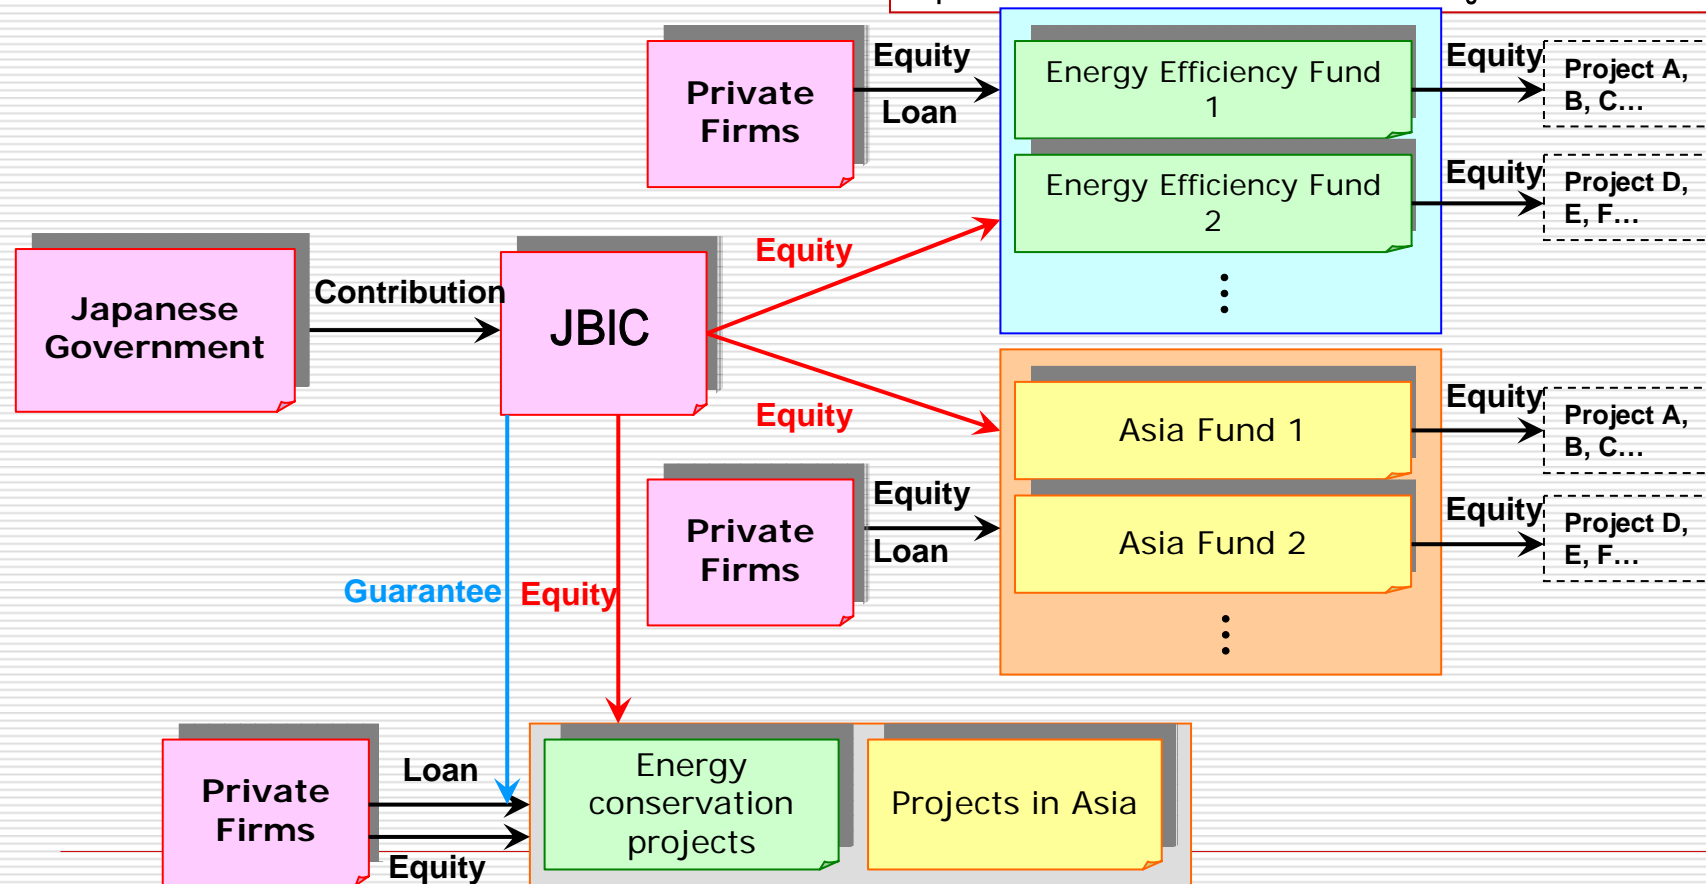 Equity
Loan
Private
Firms
Energy Efficiency Fund
1
Equity
Project A,
B, C...
Energy Efficiency Fund
2
Equity
Project D,
E, F...
Japanese
Government
Contribution
JBIC
Equity
Equity
Asia Fund 1
Equity
Project A,
B, C...
Private
Firms
Equity
Loan
Asia Fund 2
Equity
Project D,
E, F...
Guarantee
Equity
Private
Firms
Loan
Equity
Energy
conservation
projects
Projects in Asia